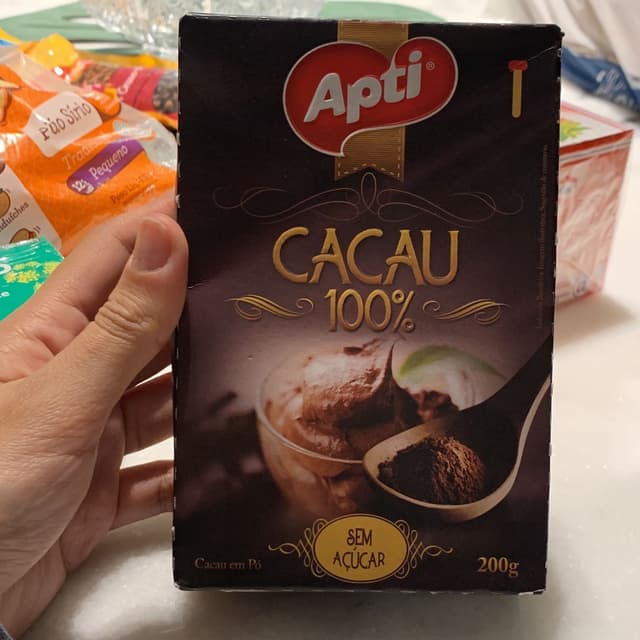 Apti®
CACAU
100%
SEM
AÇÚCAR
Cacau em Pó
200g
Pão Sírio
Pequeno